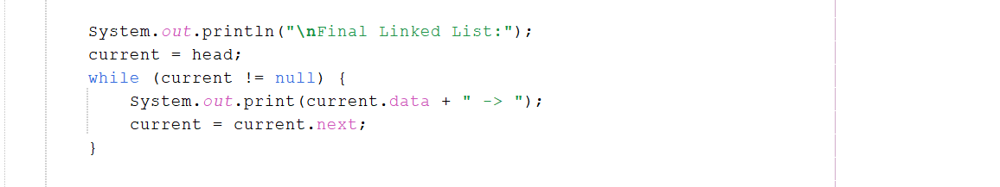 System.out.println("\nFinal Linked List:");
current = head;
while (current != null) {
    System.out.print(current.data + " -> ");
    current = current.next;
}